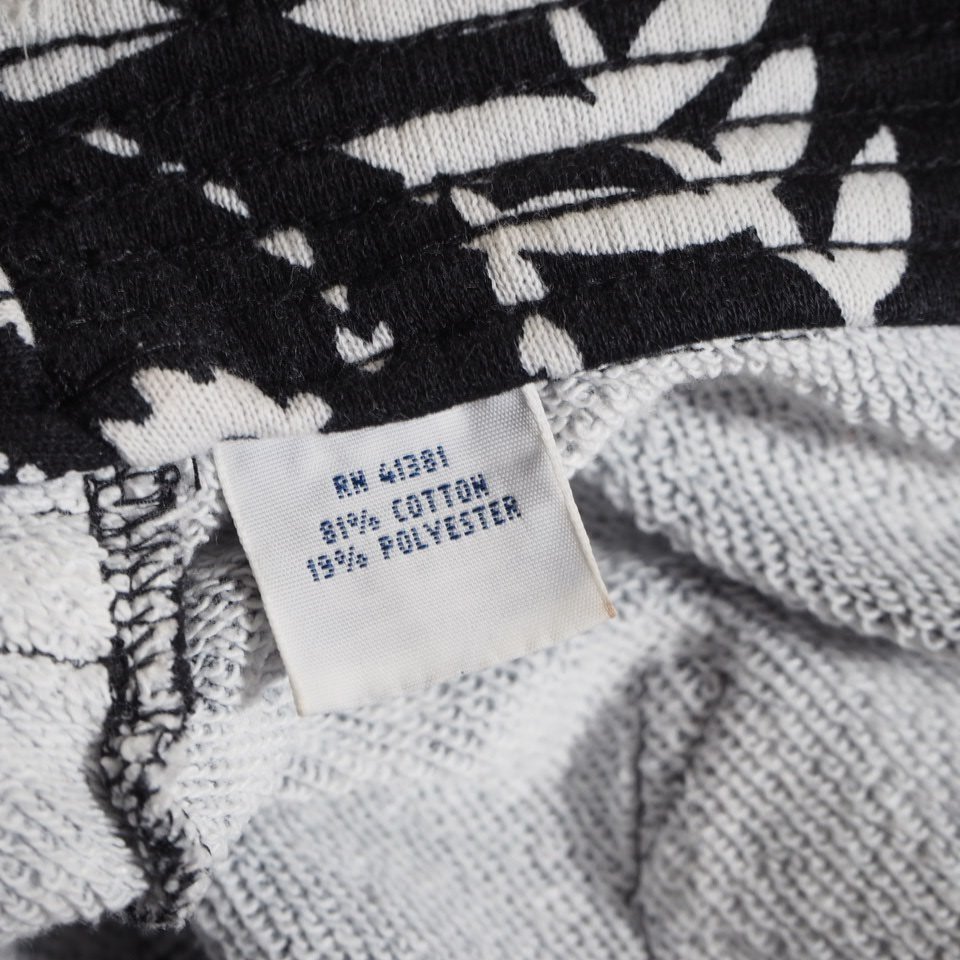 RN 41381
81% COTTON
19% POLYESTER